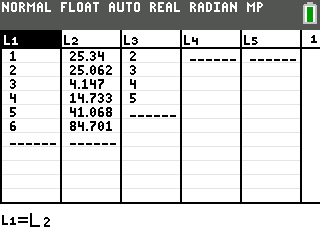 NORMAL FLOAT AUTO REAL RADIAN MP
L1 L2 L3 L4 L5 1
1 25.34 2 ------ ------
2 25.062 3
3 4.147 4
4 14.733 5
5 41.068 ------
6 84.701
------ ------
L1=L2